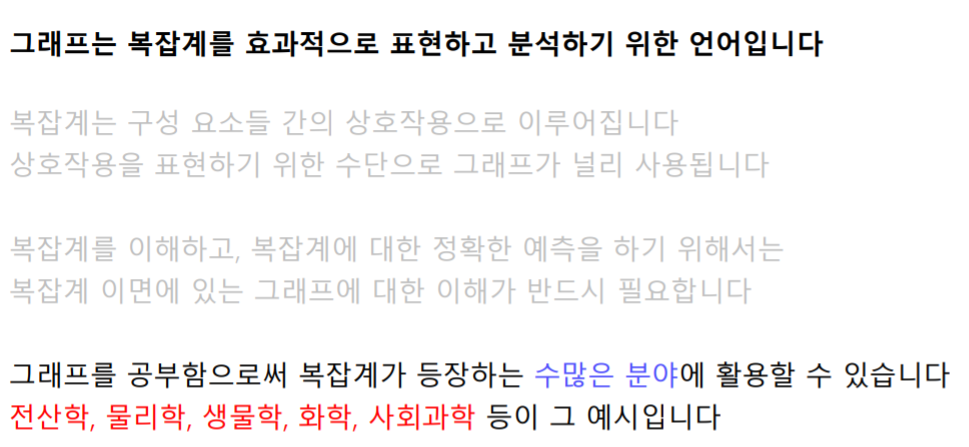 그래프는 복잡계를 효과적으로 표현하고 분석하기 위한 언어입니다
복잡계는 구성 요소들 간의 상호작용으로 이루어집니다
상호작용을 표현하기 위한 수단으로 그래프가 널리 사용됩니다
복잡계를 이해하고, 복잡계에 대한 정확한 예측을 하기 위해서는
복잡계 이면에 있는 그래프에 대한 이해가 반드시 필요합니다
그래프를 공부함으로써 복잡계가 등장하는 수많은 분야에 활용할 수 있습니다
전산학, 물리학, 생물학, 화학, 사회과학 등이 그 예시입니다